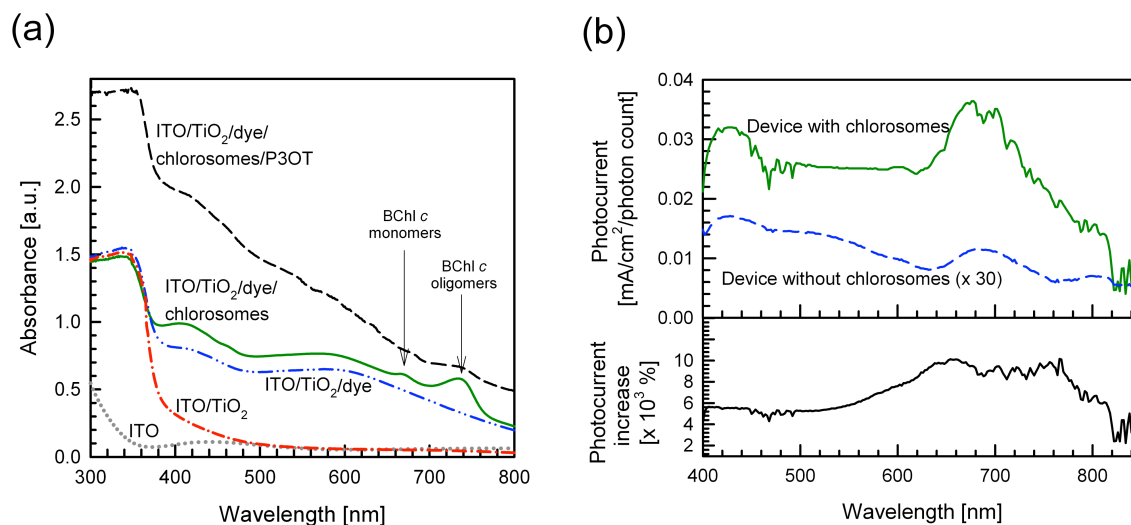 (a)
Absorbance [a.u.]
2.5
2.0
1.5
1.0
0.5
0.0
300
400
500
600
700
800
Wavelength [nm]
ITO/TiO2/dye/
chlorosomes/P3OT
BChl c
monomers
BChl c
oligomers
ITO/TiO2/dye/
chlorosomes
ITO/TiO2/dye
ITO/TiO2
ITO
(b)
Photocurrent
[mA/cm2/photon count]
0.04
0.03
0.02
0.01
0.00
Device with chlorosomes
Device without chlorosomes (x 30)
Photocurrent
increase
[x 103 %]
10
8
6
4
2
400
500
600
700
800
Wavelength [nm]